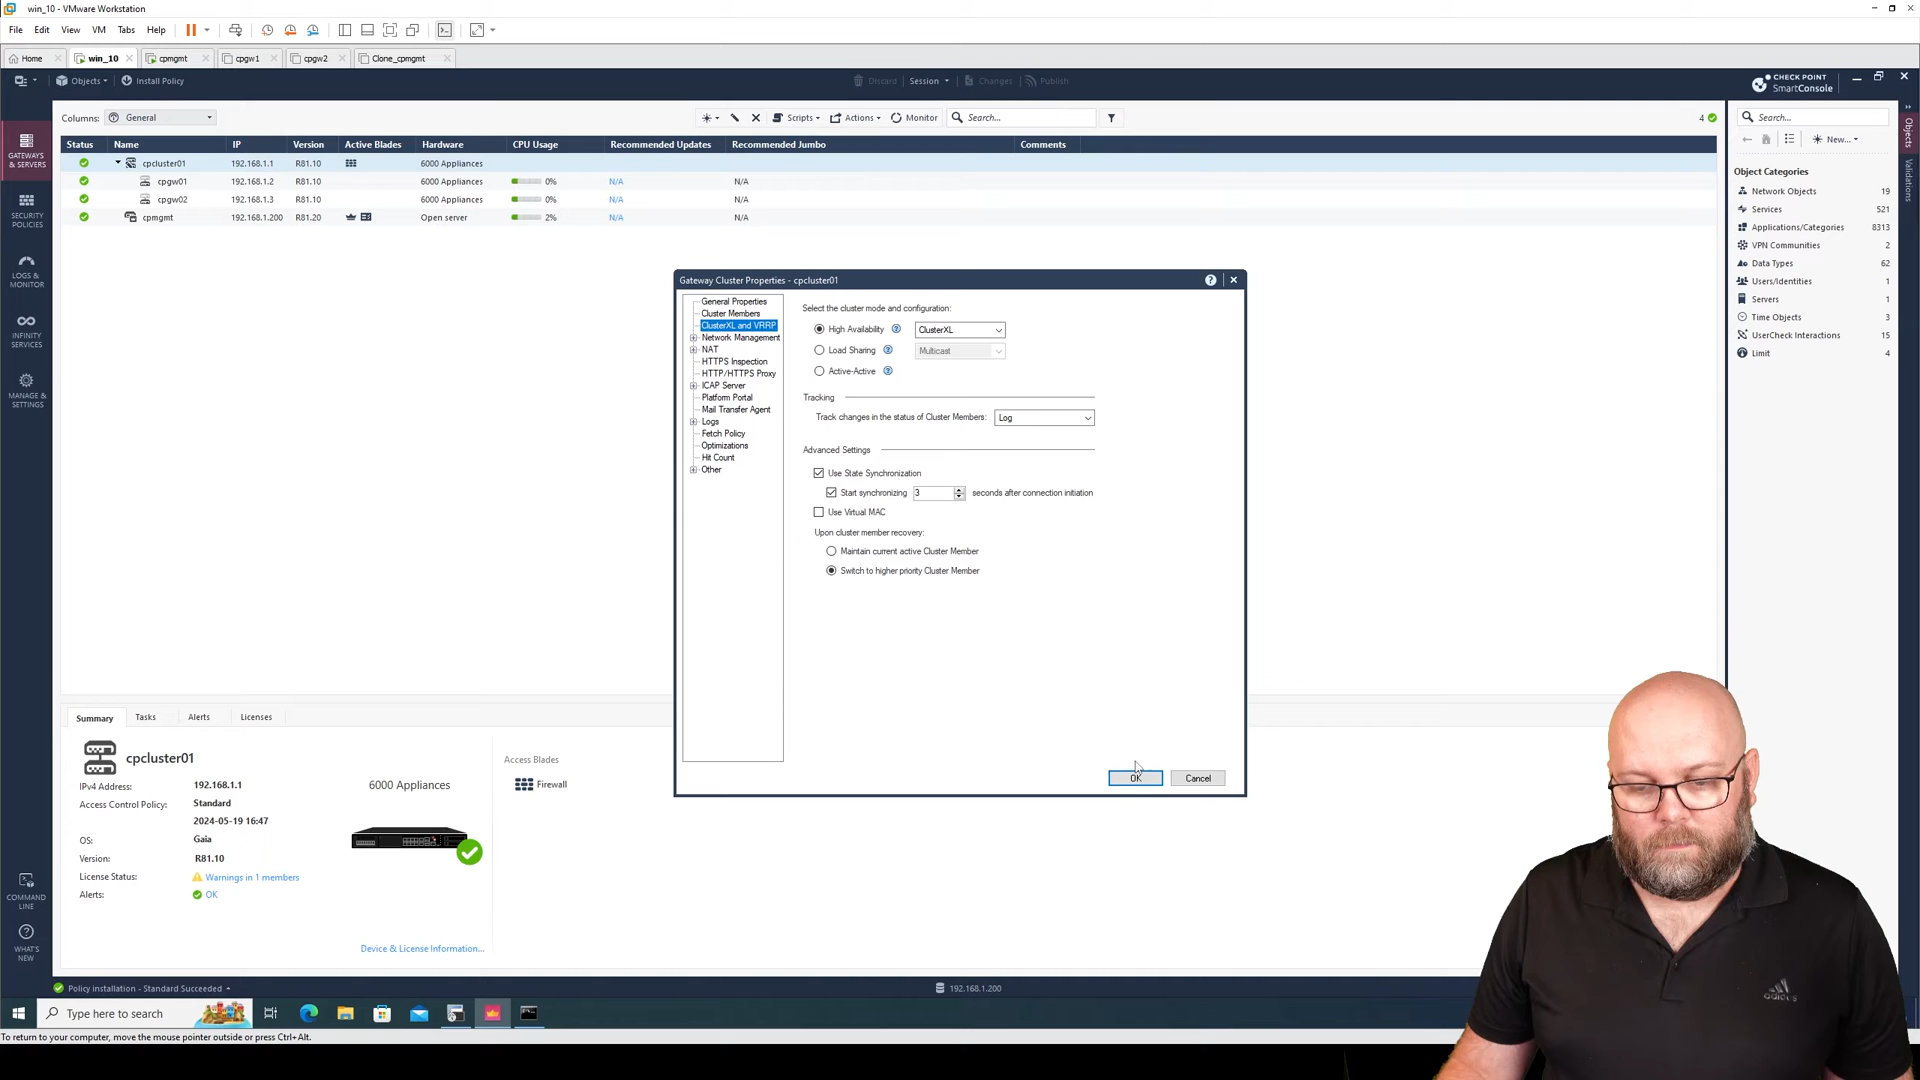 win_10 - VMware Workstation
File Edit View VM Tabs Help
Home win_10 cpmgmt cpgw1 cpgw2 Clone_cpmgmt
Objects Install Policy Discard Session Changes Publish CHECK POINT SmartConsole
Columns: General Scripts Actions Monitor Search... 4 Search...
New...
Status Name IP Version Active Blades Hardware CPU Usage Recommended Updates Recommended Jumbo Comments
cpcluster01 192.168.1.1 R81.10 6000 Appliances
cpgw01 192.168.1.2 R81.10 6000 Appliances 0% N/A N/A
cpgw02 192.168.1.3 R81.10 6000 Appliances 0% N/A N/A
cpmgmt 192.168.1.200 R81.20 Open server 2% N/A N/A
GATEWAYS & SERVERS
SECURITY POLICIES
LOGS & MONITOR
INFINITY SERVICES
MANAGE & SETTINGS
COMMAND LINE
WHAT'S NEW
Objects
Validations
Object Categories
Network Objects 19
Services 521
Applications/Categories 8313
VPN Communities 2
Data Types 62
Users/Identities 1
Servers 1
Time Objects 3
UserCheck Interactions 15
Limit 4
Gateway Cluster Properties - cpcluster01
General Properties
Cluster Members
ClusterXL and VRRP
Network Management
NAT
HTTPS Inspection
HTTP/HTTPS Proxy
ICAP Server
Platform Portal
Mail Transfer Agent
Logs
Fetch Policy
Optimizations
Hit Count
Other
Select the cluster mode and configuration:
High Availability ClusterXL
Load Sharing Multicast
Active-Active
Tracking
Track changes in the status of Cluster Members: Log
Advanced Settings
Use State Synchronization
Start synchronizing 3 seconds after connection initiation
Use Virtual MAC
Upon cluster member recovery:
Maintain current active Cluster Member
Switch to higher priority Cluster Member
OK Cancel
Summary Tasks Alerts Licenses
cpcluster01
IPv4 Address: 192.168.1.1
Access Control Policy: Standard
2024-05-19 16:47
OS: Gaia
Version: R81.10
License Status: Warnings in 1 members
Alerts: OK
6000 Appliances
Access Blades
Firewall
Device & License Information...
Policy installation - Standard Succeeded 192.168.1.200
Type here to search
To return to your computer, move the mouse pointer outside or press Ctrl+Alt.
adidas